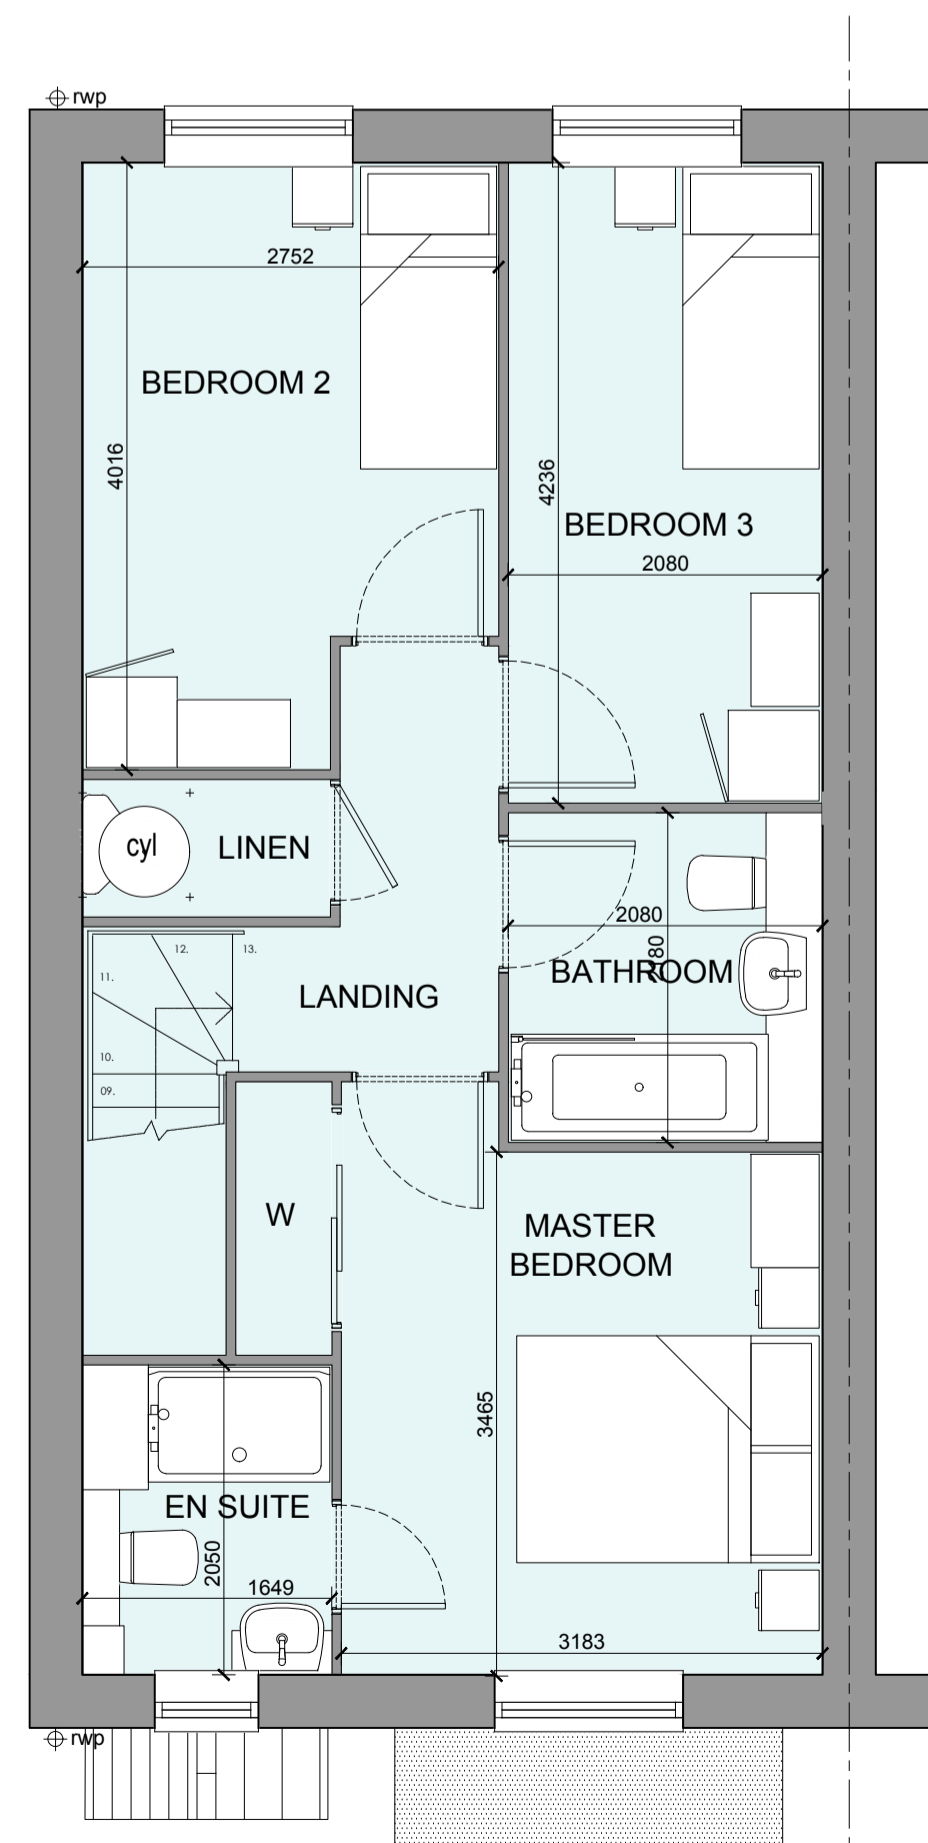 rwp
2752
BEDROOM 2
4016
4236
BEDROOM 3
2080
cyl
LINEN
2080
BATHROOM
LANDING
12.
13.
11.
10.
09.
W
MASTER
BEDROOM
3465
EN SUITE
2050
1649
3183
rwp